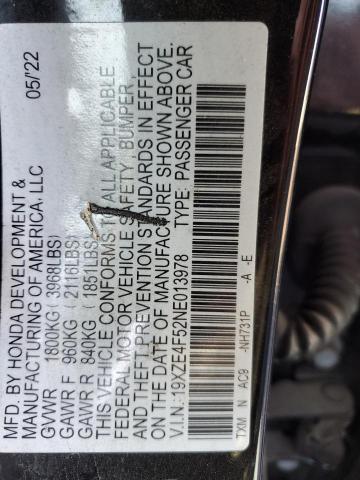 MFD. BY HONDA DEVELOPMENT & 05/'22
MANUFACTURING OF AMERICA, LLC
GVWR 1800KG (3968LBS)
GAWR F 960KG (2116LBS)
GAWR R 840KG (1851LBS)
THIS VEHICLE CONFORMS ALL APPLICABLE
FEDERAL MOTOR VEHICLE SAFETY, BUMPER,
AND THEFT PREVENTION STANDARDS IN EFFECT
ON THE DATE OF MANUFACTURE SHOWN ABOVE.
V.I.N.:19XZE4F52NE013978 TYPE: PASSENGER CAR
TXM N AC9 -NH731P -A -E